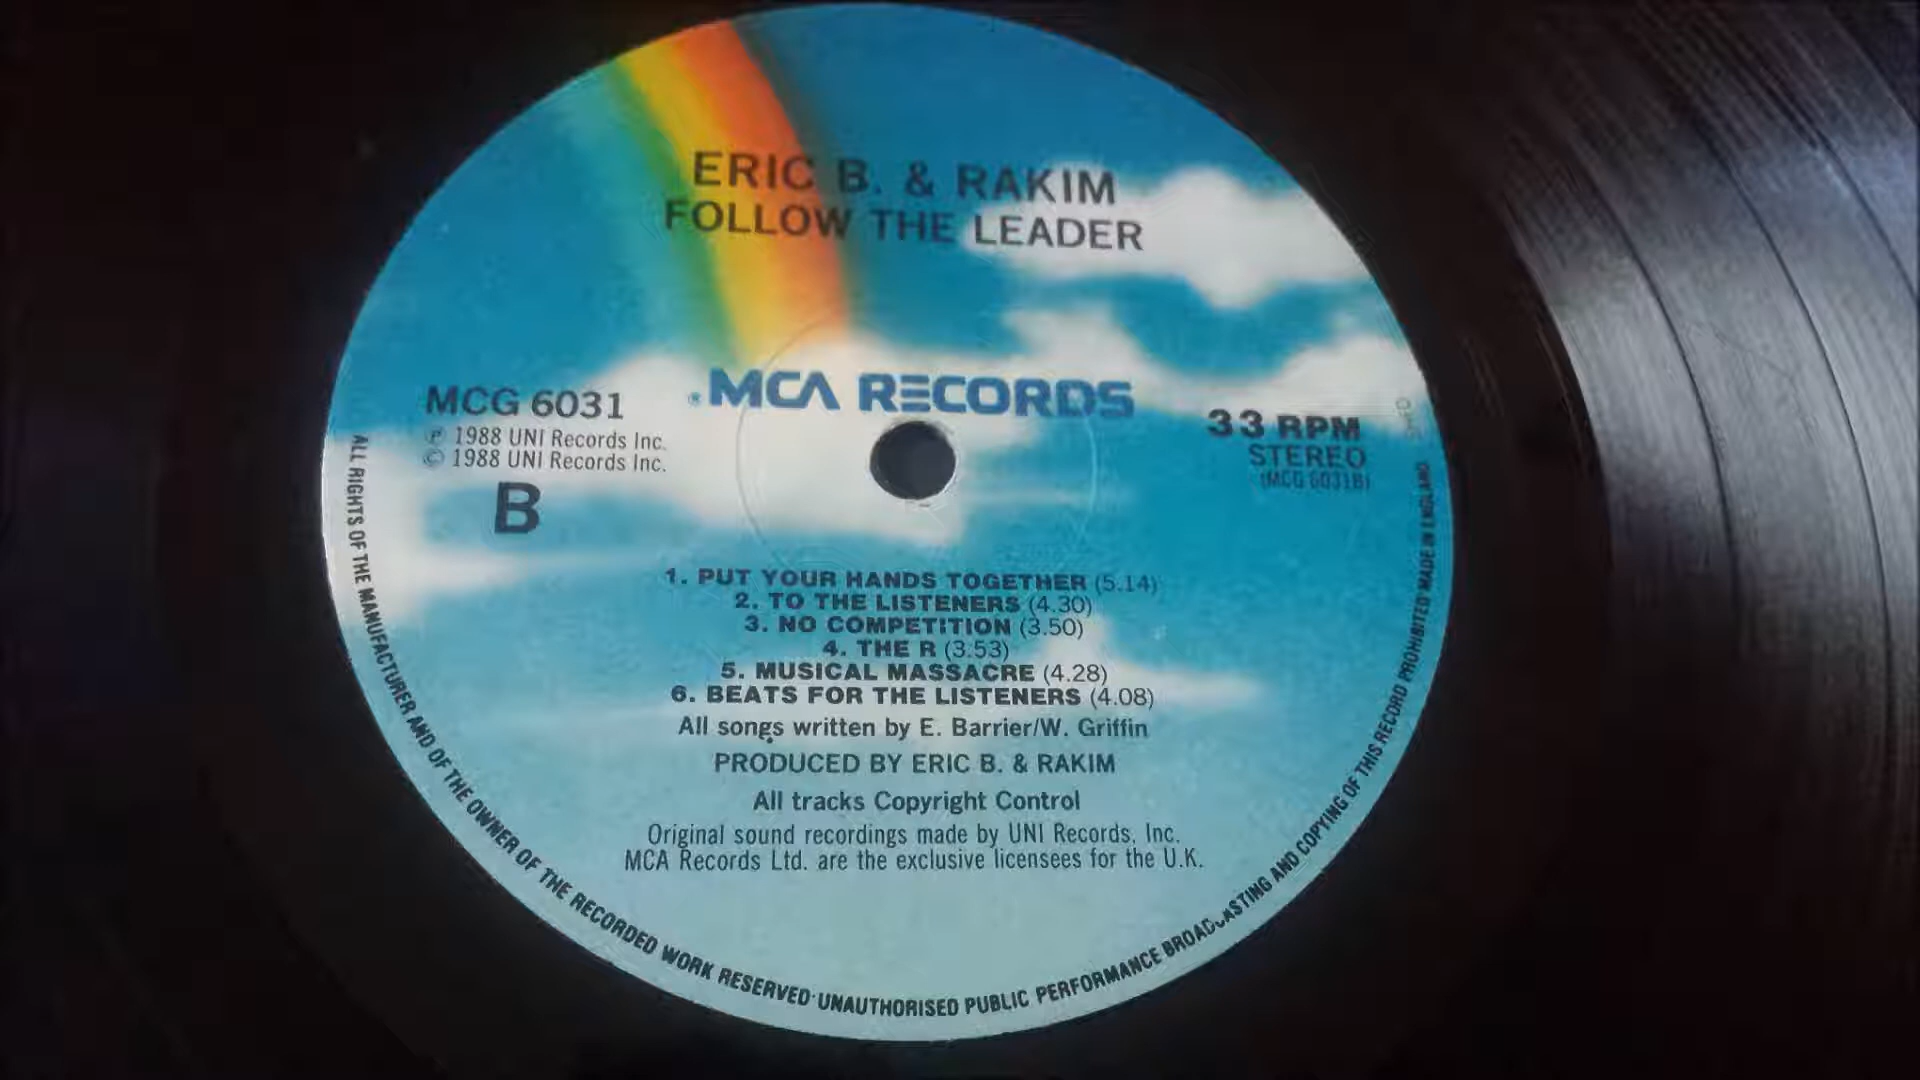 ERIC B. & RAKIM
FOLLOW THE LEADER
MCA RECORDS
MCG 6031
℗ 1988 UNI Records Inc.
© 1988 UNI Records Inc.
B
33 RPM
STEREO
(MCG 6031B)
1. PUT YOUR HANDS TOGETHER (5.14)
2. TO THE LISTENERS (4.30)
3. NO COMPETITION (3.50)
4. THE R (3.53)
5. MUSICAL MASSACRE (4.28)
6. BEATS FOR THE LISTENERS (4.08)
All songs written by E. Barrier/W. Griffin
PRODUCED BY ERIC B. & RAKIM
All tracks Copyright Control
Original sound recordings made by UNI Records, Inc.
MCA Records Ltd. are the exclusive licensees for the U.K.
ALL RIGHTS OF THE MANUFACTURER AND OF THE OWNER OF THE RECORDED WORK RESERVED · UNAUTHORISED PUBLIC PERFORMANCE BROADCASTING AND COPYING OF THIS RECORD PROHIBITED · MADE IN ENGLAND